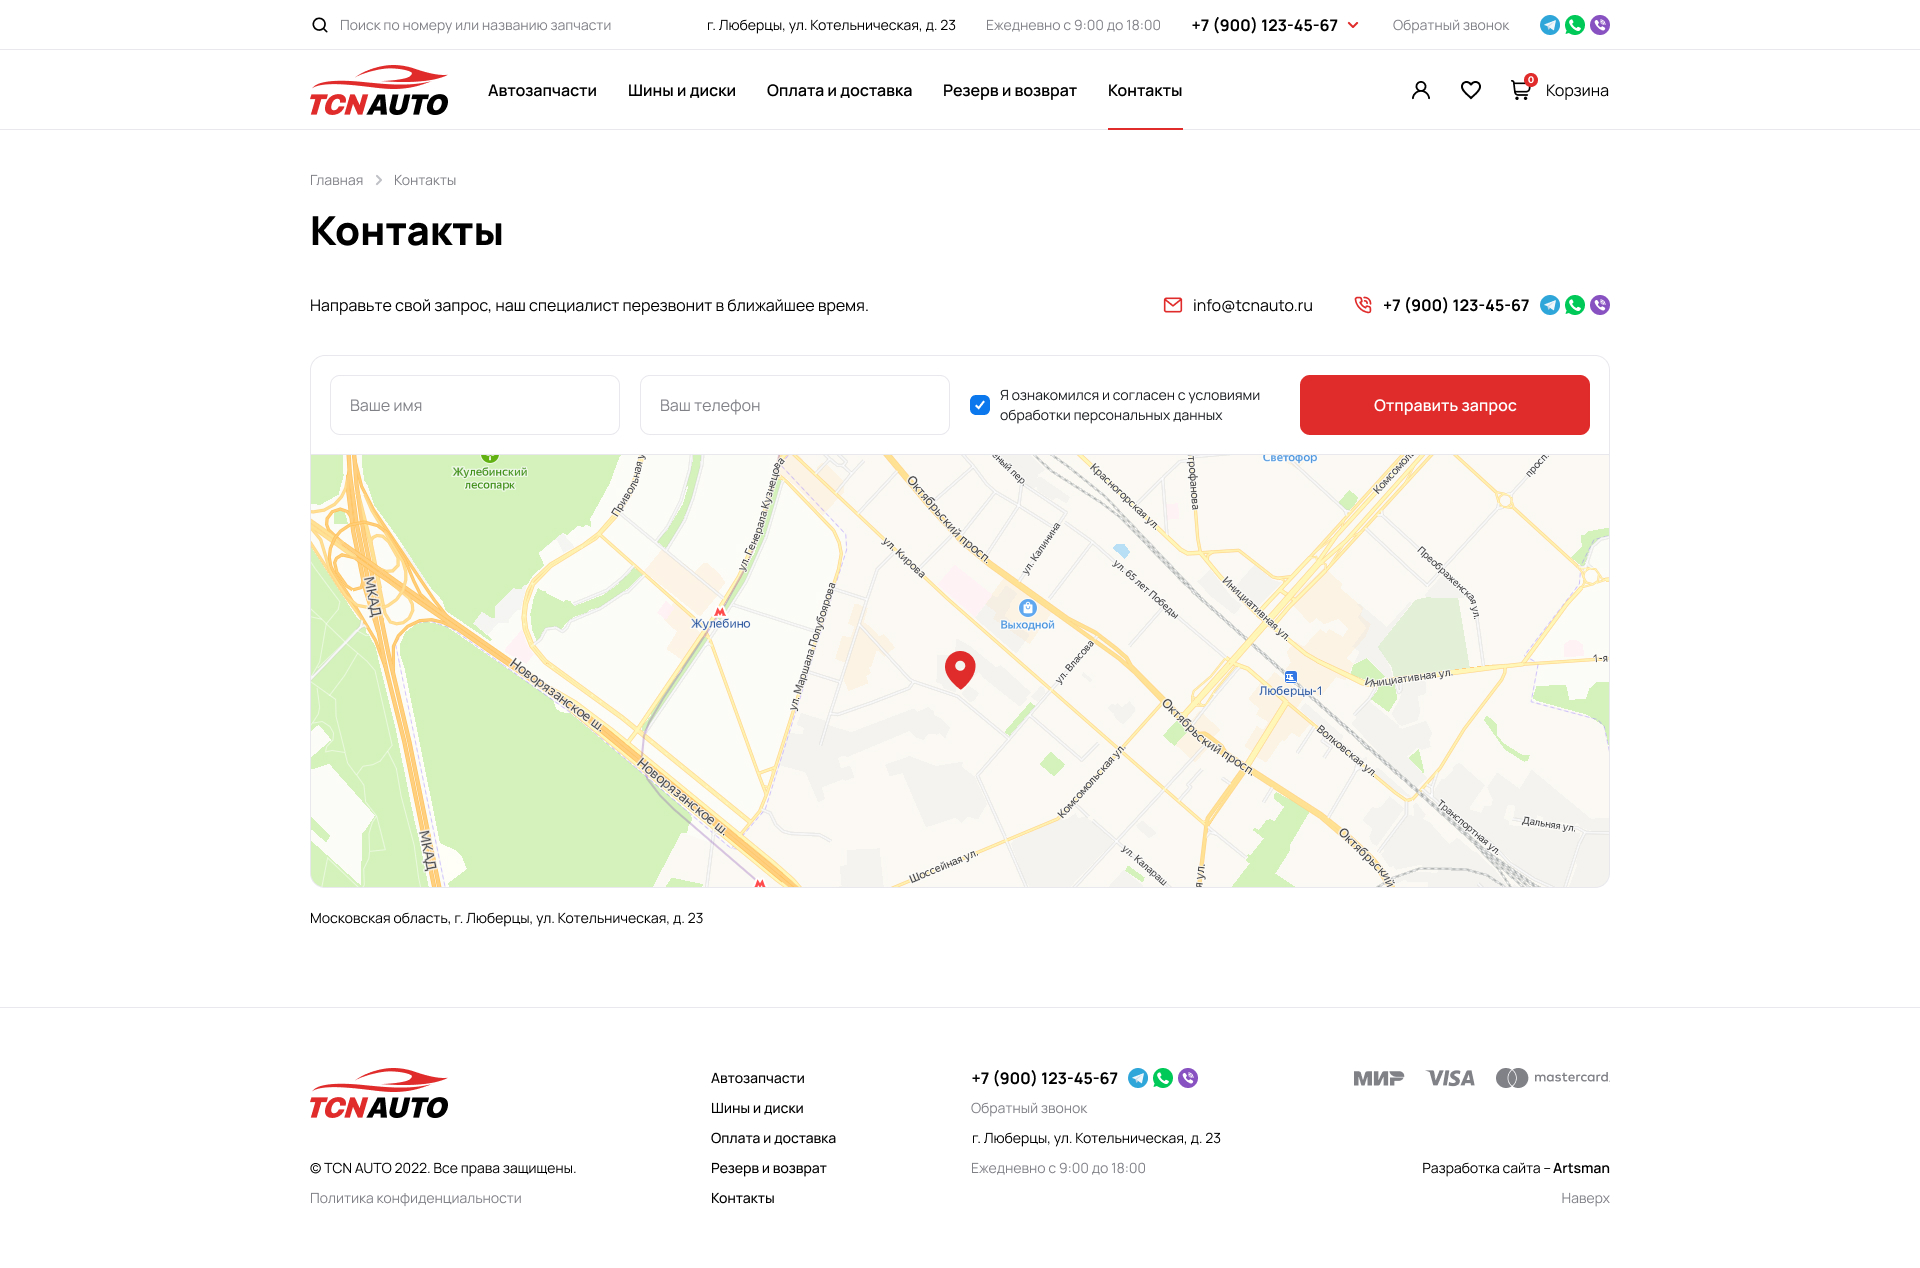 Поиск по номеру или названию запчасти
г. Люберцы, ул. Котельническая, д. 23
Ежедневно с 9:00 до 18:00
+7 (900) 123-45-67
Обратный звонок
TCNAUTO
Автозапчасти
Шины и диски
Оплата и доставка
Резерв и возврат
Контакты
0
Корзина
Главная
Контакты
Контакты
Направьте свой запрос, наш специалист перезвонит в ближайшее время.
info@tcnauto.ru
+7 (900) 123-45-67
Ваше имя
Ваш телефон
Я ознакомился и согласен с условиями
обработки персональных данных
Отправить запрос
Жулебинский
лесопарк
Привольная у
ул. Генерала Кузнецова
Октябрьский просп.
ный пер.
Красногорская ул.
трофанова
Светофор
Комсомол
просп.
МКАД
ул. Кирова
ул. Калинина
ул. 65 лет Победы
Преображенская ул.
Жулебино
ул. Маршала Полубоярова
Выходной
Инициативная ул.
ул. Власова
Новорязанское ш.
Люберцы-1
Инициативная ул.
1-я
Октябрьский просп.
Волковская ул.
Новорязанское ш.
Комсомольская ул.
МКАД
Шоссейная ул.
ул. Калараш
я ул.
Октябрьский
Транспортная ул.
Дальняя ул.
Московская область, г. Люберцы, ул. Котельническая, д. 23
TCNAUTO
© TCN AUTO 2022. Все права защищены.
Политика конфиденциальности
Автозапчасти
Шины и диски
Оплата и доставка
Резерв и возврат
Контакты
+7 (900) 123-45-67
Обратный звонок
г. Люберцы, ул. Котельническая, д. 23
Ежедневно с 9:00 до 18:00
МИР
VISA
mastercard.
Разработка сайта – Artsman
Наверх